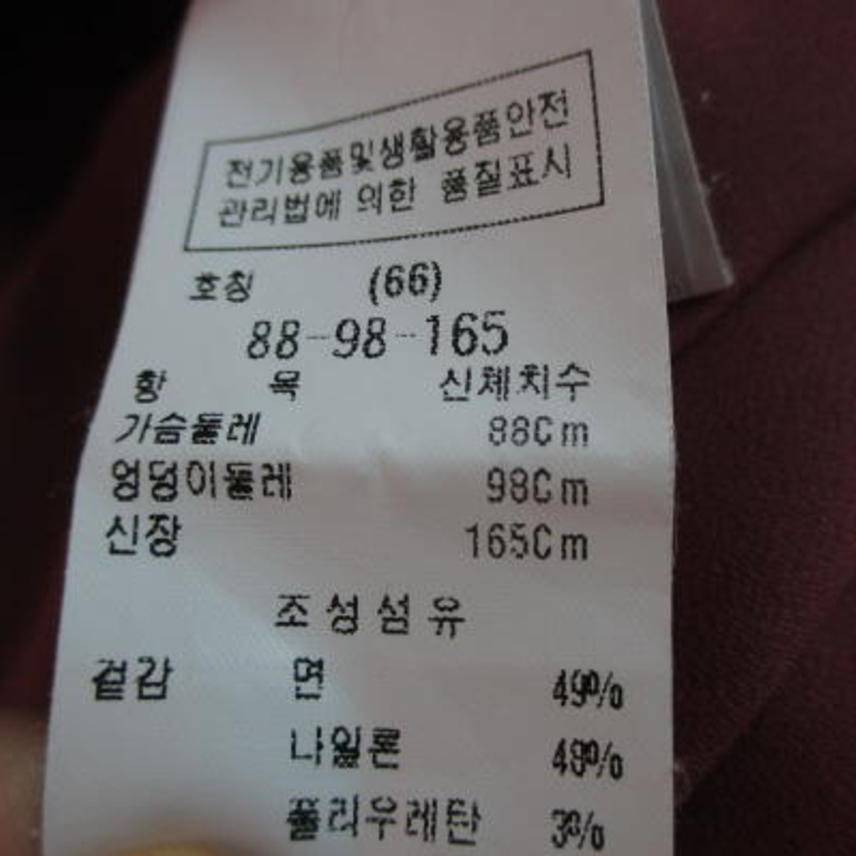 전기용품및생활용품안전
관리법에 의한 품질표시
호칭 (66)
88-98-165
항 목 신체치수
가슴둘레 88Cm
엉덩이둘레 98Cm
신장 165Cm
조성섬유
겉감 면 49%
나일론 48%
폴리우레탄 3%